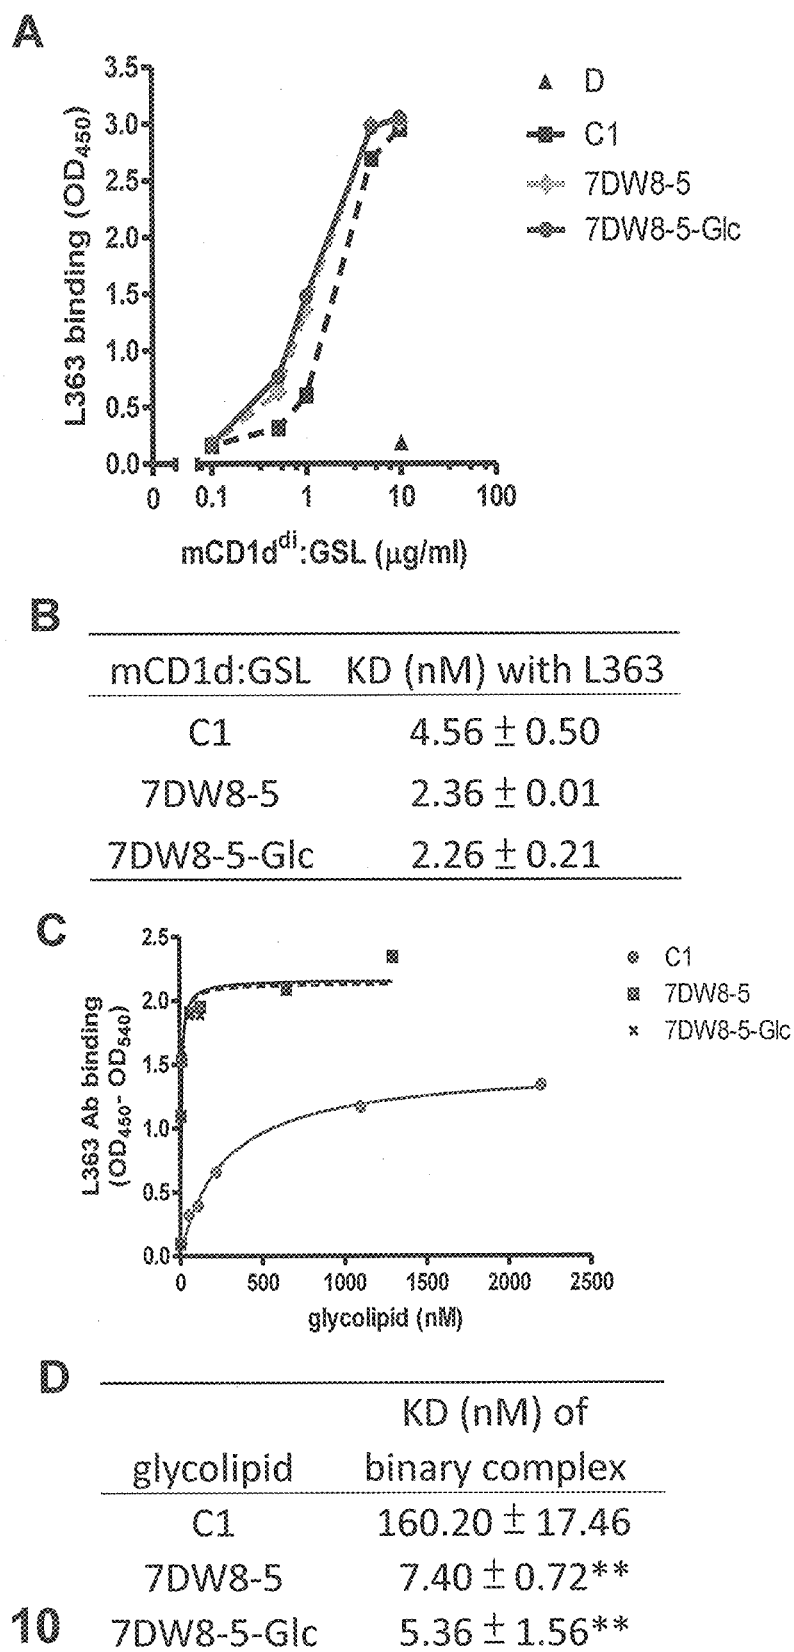 A
3.5
3.0
2.5
2.0
1.5
1.0
0.5
0.0
L363 binding (OD450)
0 0.1 1 10 100
mCD1d^di:GSL (μg/ml)
D
C1
7DW8-5
7DW8-5-Glc
B
mCD1d:GSL KD (nM) with L363
C1 4.56 ± 0.50
7DW8-5 2.36 ± 0.01
7DW8-5-Glc 2.26 ± 0.21
C
2.5
2.0
1.5
1.0
0.5
0.0
L363 Ab binding
(OD450- OD540)
0 500 1000 1500 2000 2500
glycolipid (nM)
C1
7DW8-5
7DW8-5-Glc
D
KD (nM) of
glycolipid binary complex
C1 160.20 ± 17.46
7DW8-5 7.40 ± 0.72**
10 7DW8-5-Glc 5.36 ± 1.56**